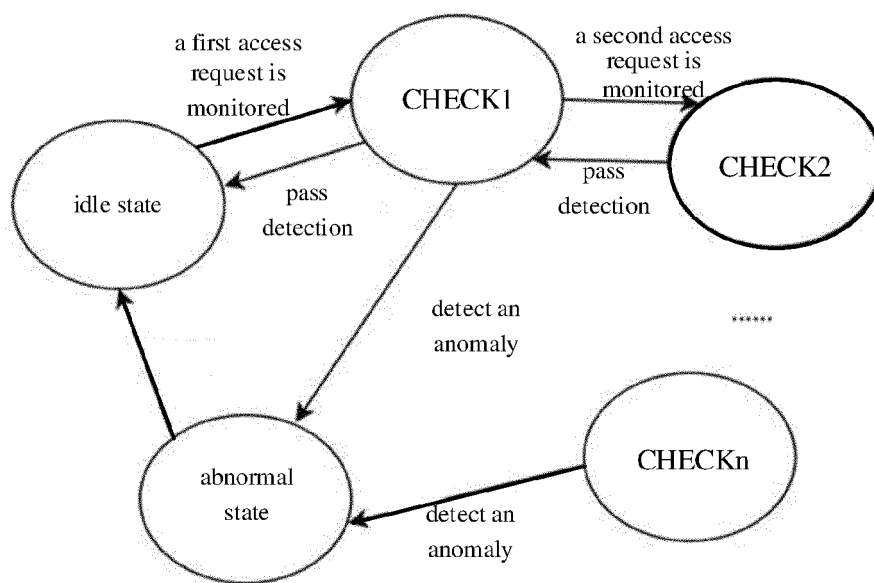 a first access
request is
monitored
CHECK1
a second access
request is
monitored
CHECK2
idle state
pass
detection
pass
detection
detect an
anomaly
......
CHECKn
abnormal
state
detect an
anomaly